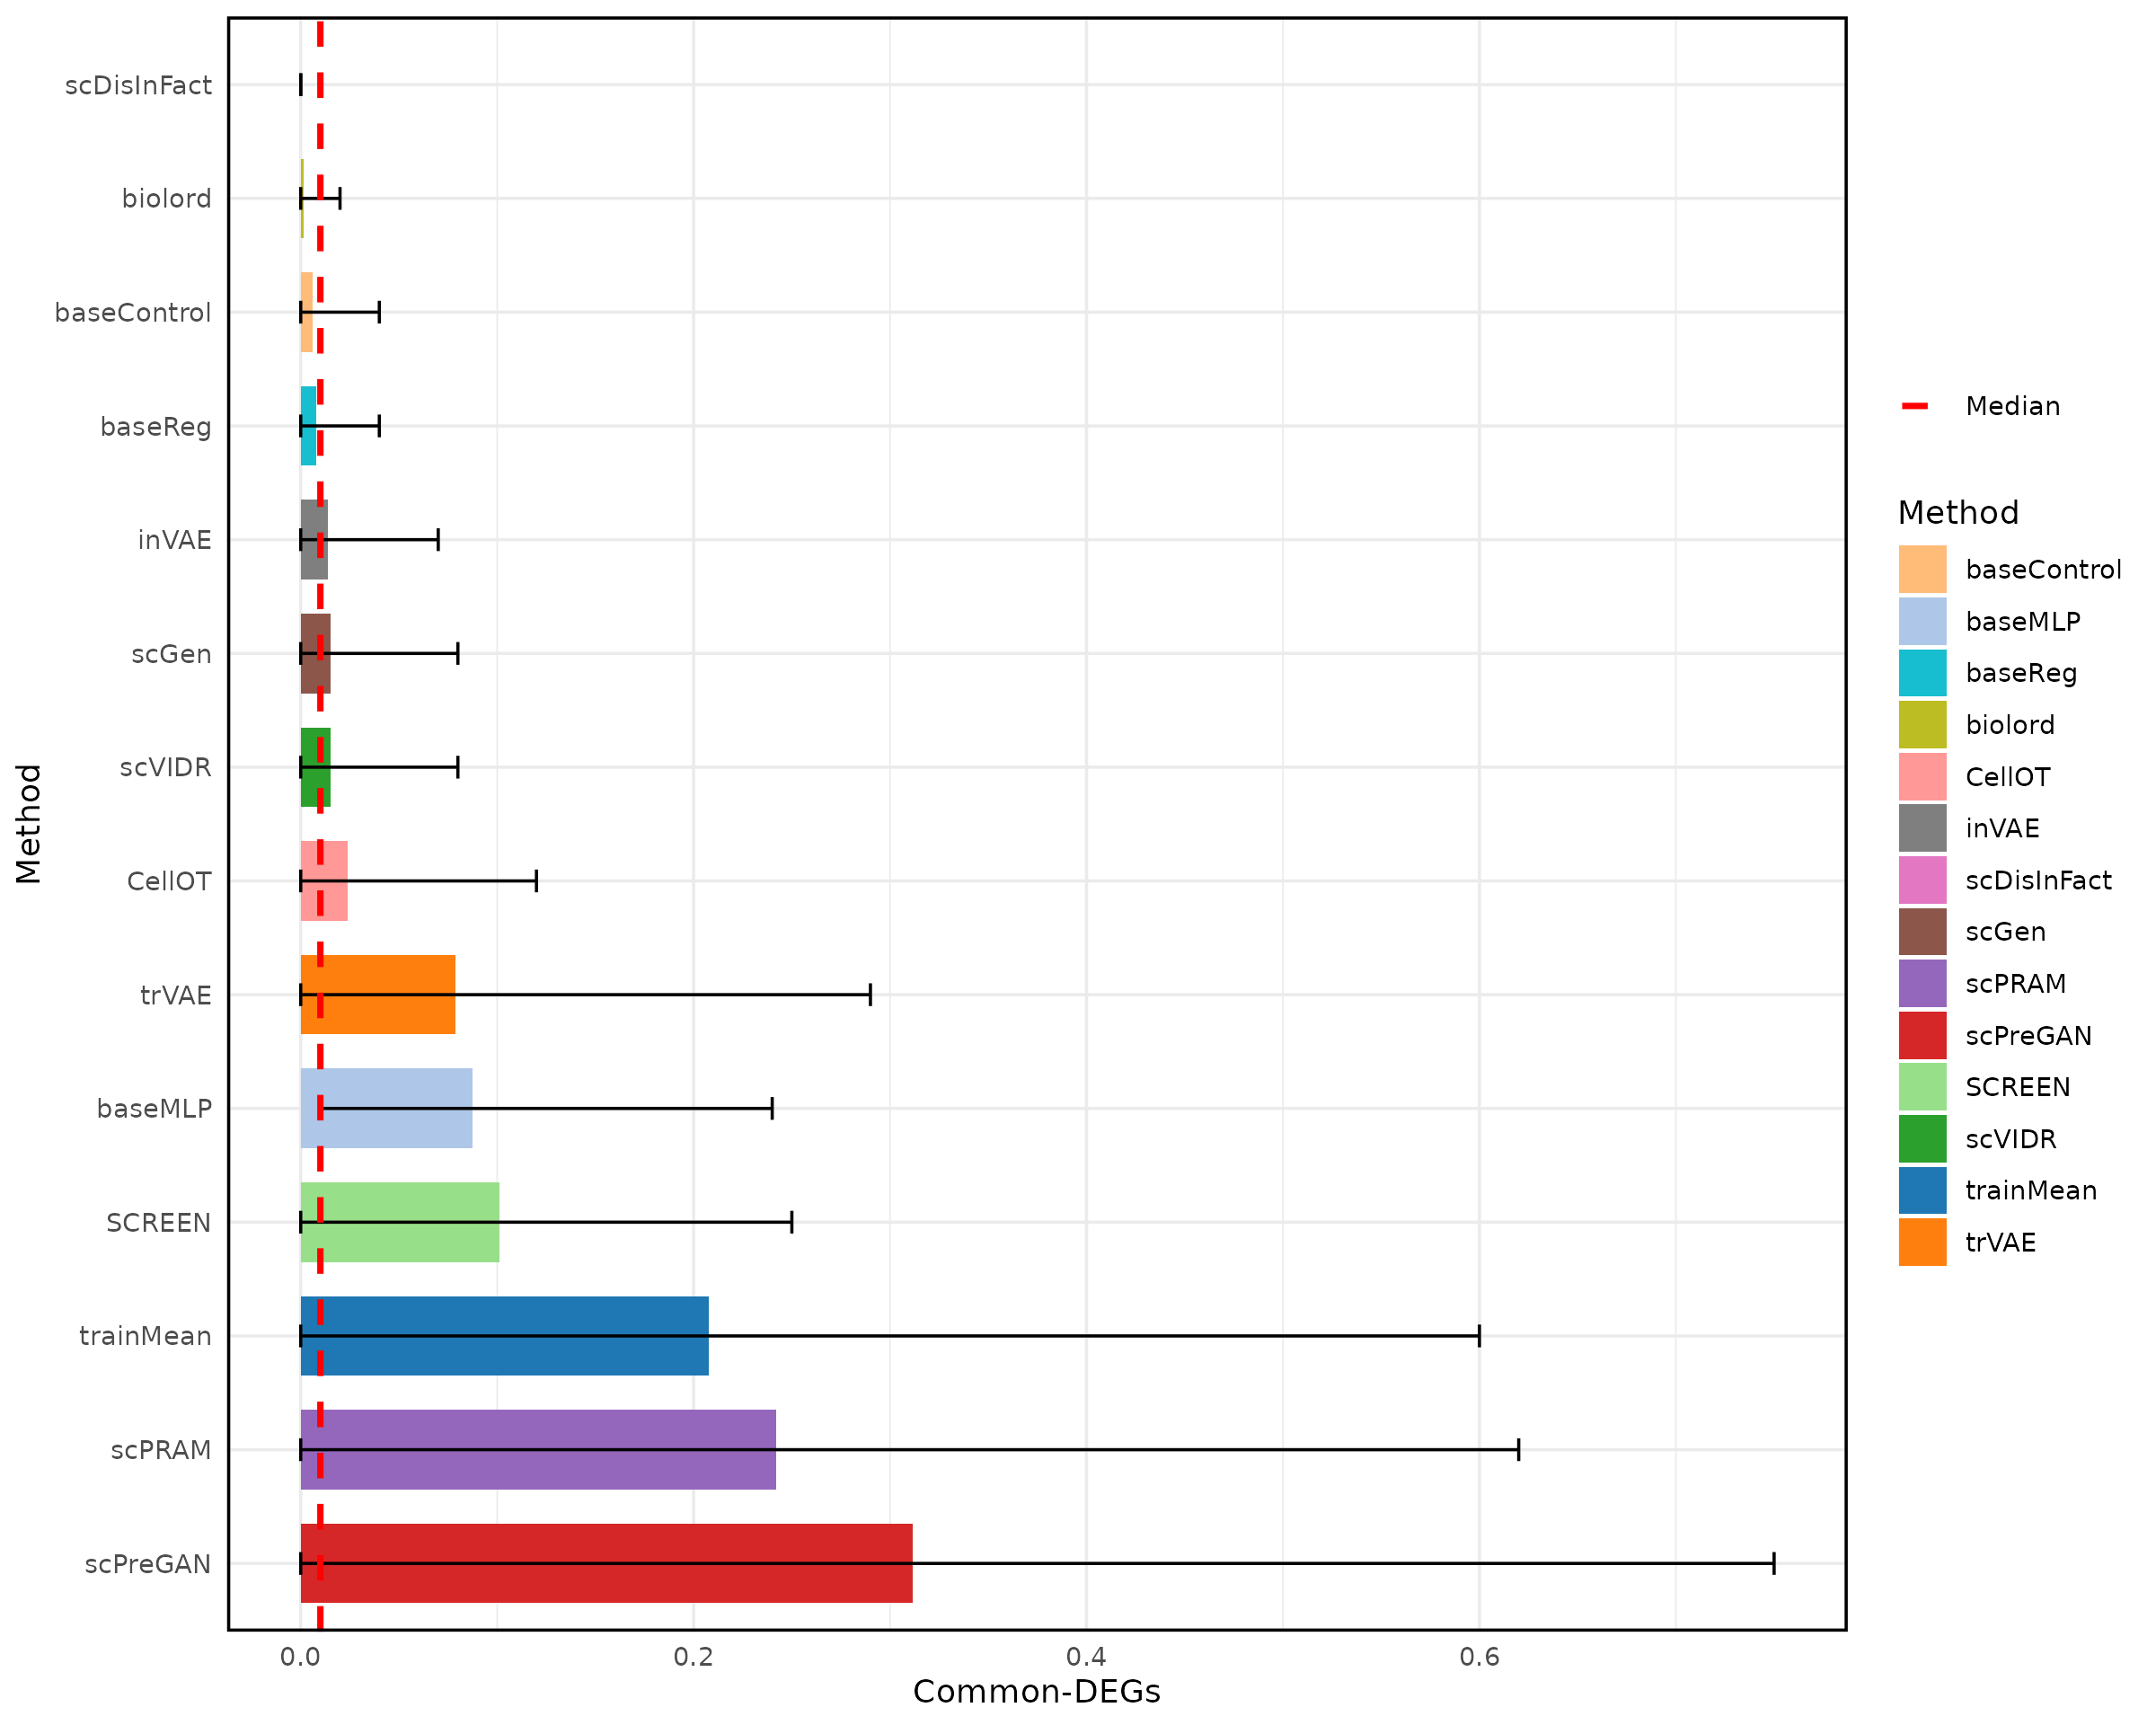 Method
scDisInFact
biolord
baseControl
baseReg
inVAE
scGen
scVIDR
CellOT
trVAE
baseMLP
SCREEN
trainMean
scPRAM
scPreGAN
0.0 0.2 0.4 0.6
Common-DEGs
Median
Method
baseControl
baseMLP
baseReg
biolord
CellOT
inVAE
scDisInFact
scGen
scPRAM
scPreGAN
SCREEN
scVIDR
trainMean
trVAE